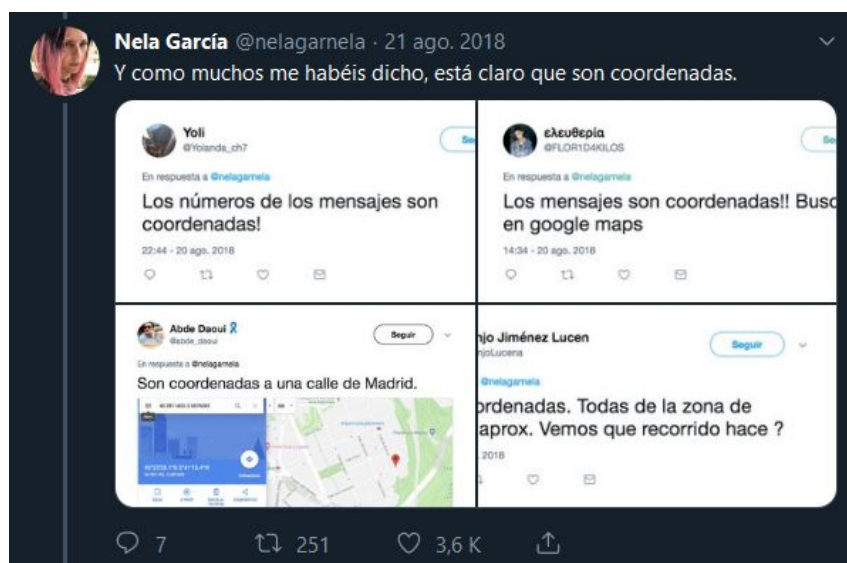 Nela García @nelagarnela · 21 ago. 2018
Y como muchos me habéis dicho, está claro que son coordenadas.
Yoli
@Yolanda_ch7
Se
En respuesta a @nelagarnela
Los números de los mensajes son
coordenadas!
22:44 - 20 ago. 2018
ελευθερία
@FLOR1D4KILOS
Se
En respuesta a @nelagarnela
Los mensajes son coordenadas!! Busc
en google maps
14:34 - 20 ago. 2018
Abde Daoui
@abde_daoui
Seguir
En respuesta a @nelagarnela
Son coordenadas a una calle de Madrid.
njo Jiménez Lucen
njoLucena
Seguir
@nelagarnela
ordenadas. Todas de la zona de
aprox. Vemos que recorrido hace ?
. 2018
7
251
3,6 K